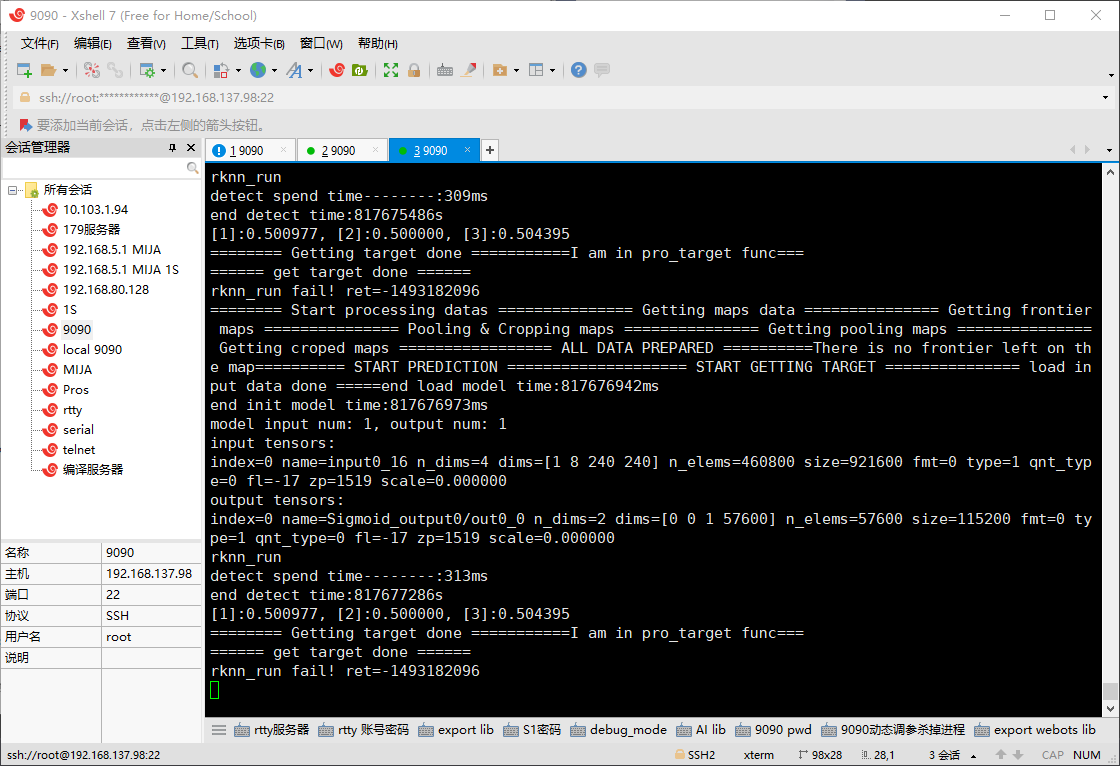 9090 - Xshell 7 (Free for Home/School)
文件(F) 编辑(E) 查看(V) 工具(T) 选项卡(B) 窗口(W) 帮助(H)
ssh://root:************@192.168.137.98:22
要添加当前会话，点击左侧的箭头按钮。
会话管理器
1 9090 2 9090 3 9090
所有会话
10.103.1.94
179服务器
192.168.5.1 MIJA
192.168.5.1 MIJA 1S
192.168.80.128
1S
9090
local 9090
MIJA
Pros
rtty
serial
telnet
编译服务器
名称 9090
主机 192.168.137.98
端口 22
协议 SSH
用户名 root
说明
rknn_run
detect spend time--------:309ms
end detect time:817675486s
[1]:0.500977, [2]:0.500000, [3]:0.504395
======== Getting target done ===========I am in pro_target func===
====== get target done ======
rknn_run fail! ret=-1493182096
======== Start processing datas =============== Getting maps data =============== Getting frontier
 maps =============== Pooling & Cropping maps =============== Getting pooling maps ===============
 Getting croped maps ================= ALL DATA PREPARED ==========There is no frontier left on th
e map========== START PREDICTION ==================== START GETTING TARGET =============== load in
put data done =====end load model time:817676942ms
end init model time:817676973ms
model input num: 1, output num: 1
input tensors:
index=0 name=input0_16 n_dims=4 dims=[1 8 240 240] n_elems=460800 size=921600 fmt=0 type=1 qnt_typ
e=0 fl=-17 zp=1519 scale=0.000000
output tensors:
index=0 name=Sigmoid_output0/out0_0 n_dims=2 dims=[0 0 1 57600] n_elems=57600 size=115200 fmt=0 ty
pe=1 qnt_type=0 fl=-17 zp=1519 scale=0.000000
rknn_run
detect spend time--------:313ms
end detect time:817677286s
[1]:0.500977, [2]:0.500000, [3]:0.504395
======== Getting target done ===========I am in pro_target func===
====== get target done ======
rknn_run fail! ret=-1493182096
rtty服务器 rtty 账号密码 export lib S1密码 debug_mode AI lib 9090 pwd 9090动态调参杀掉进程 export webots lib
ssh://root@192.168.137.98:22 SSH2 xterm 98x28 28,1 3 会话 CAP NUM